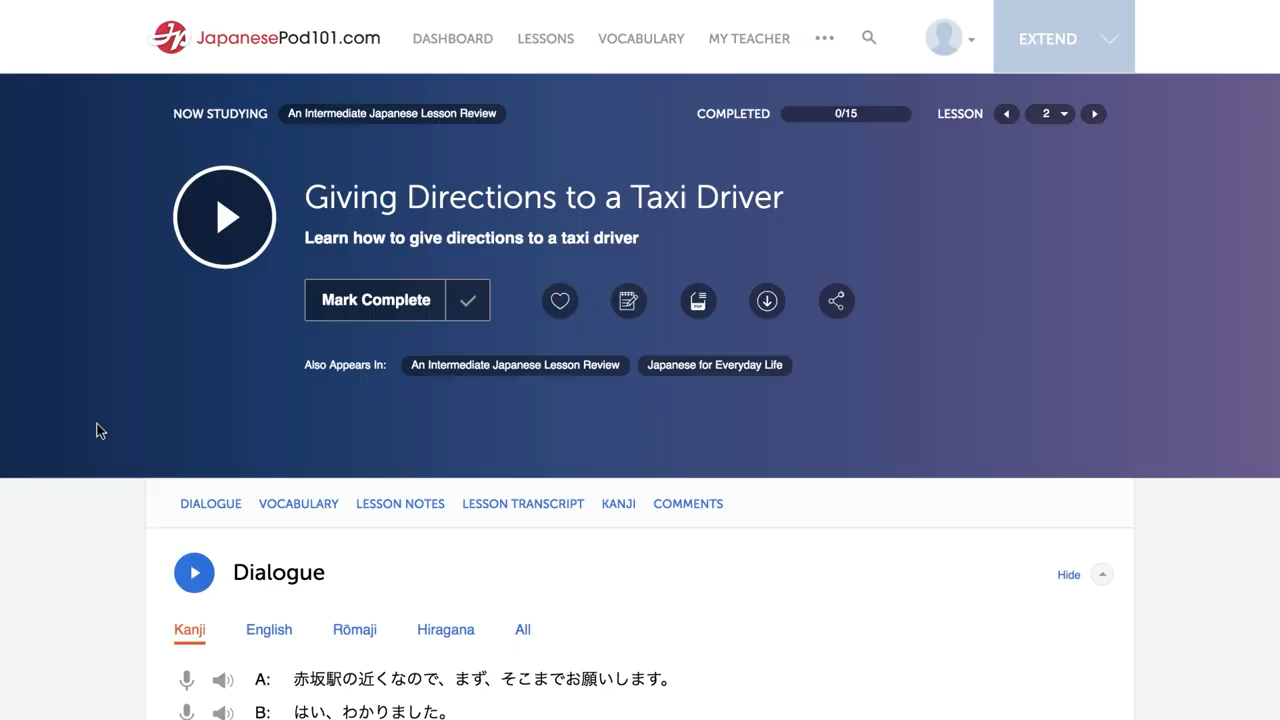 JapanesePod101.com DASHBOARD LESSONS VOCABULARY MY TEACHER ••• EXTEND
NOW STUDYING An Intermediate Japanese Lesson Review COMPLETED 0/15 LESSON 2
Giving Directions to a Taxi Driver
Learn how to give directions to a taxi driver
Mark Complete
PDF
Also Appears In: An Intermediate Japanese Lesson Review Japanese for Everyday Life
DIALOGUE VOCABULARY LESSON NOTES LESSON TRANSCRIPT KANJI COMMENTS
Dialogue Hide
Kanji English Rōmaji Hiragana All
A: 赤坂駅の近くなので、まず、そこまでお願いします。
B: はい、わかりました。